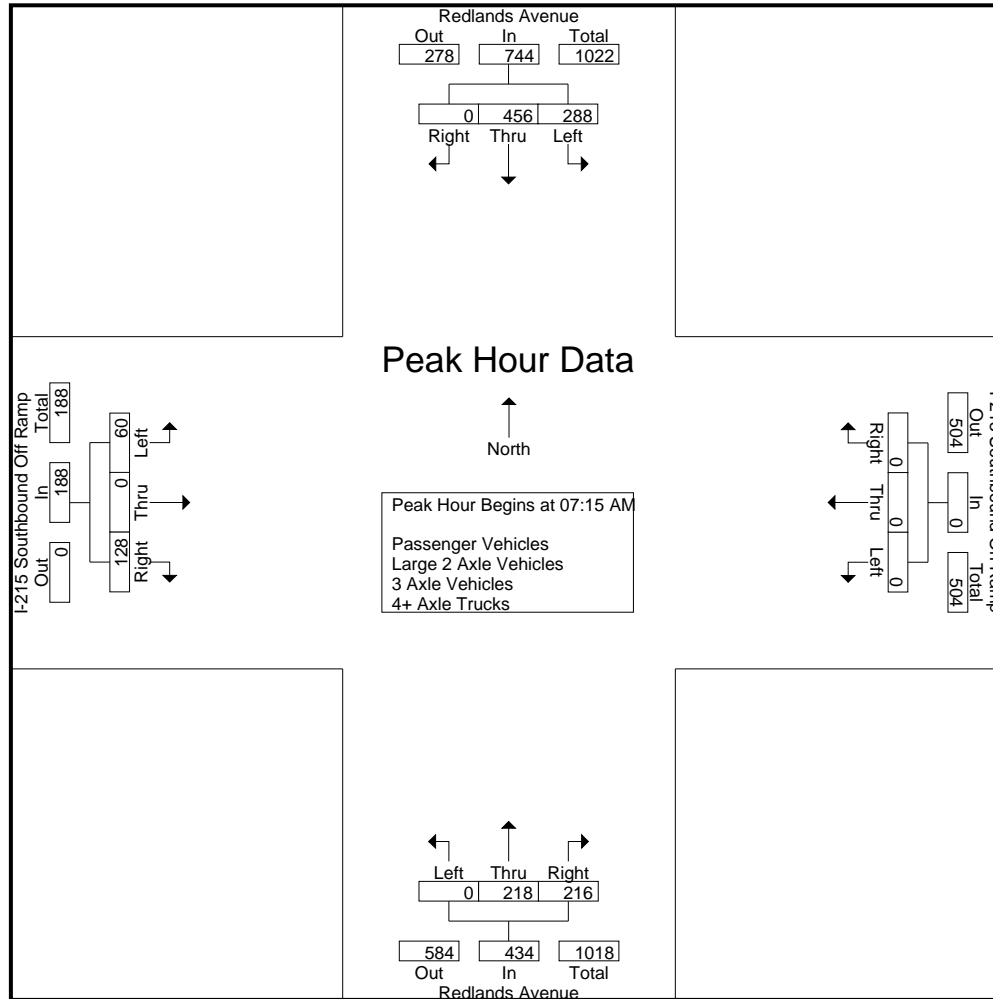 Redlands Avenue
Out In Total
278 744 1022
0 456 288
Right Thru Left
Peak Hour Data
North
Peak Hour Begins at 07:15 AM
Passenger Vehicles
Large 2 Axle Vehicles
3 Axle Vehicles
4+ Axle Trucks
I-215 Southbound Off Ramp
Total In Out
188 188 0
60 0 128
Left Thru Right
Right Thru Left
0 0 0
504 0 504
Out In Total
Left Thru Right
0 218 216
584 434 1018
Out In Total
Redlands Avenue